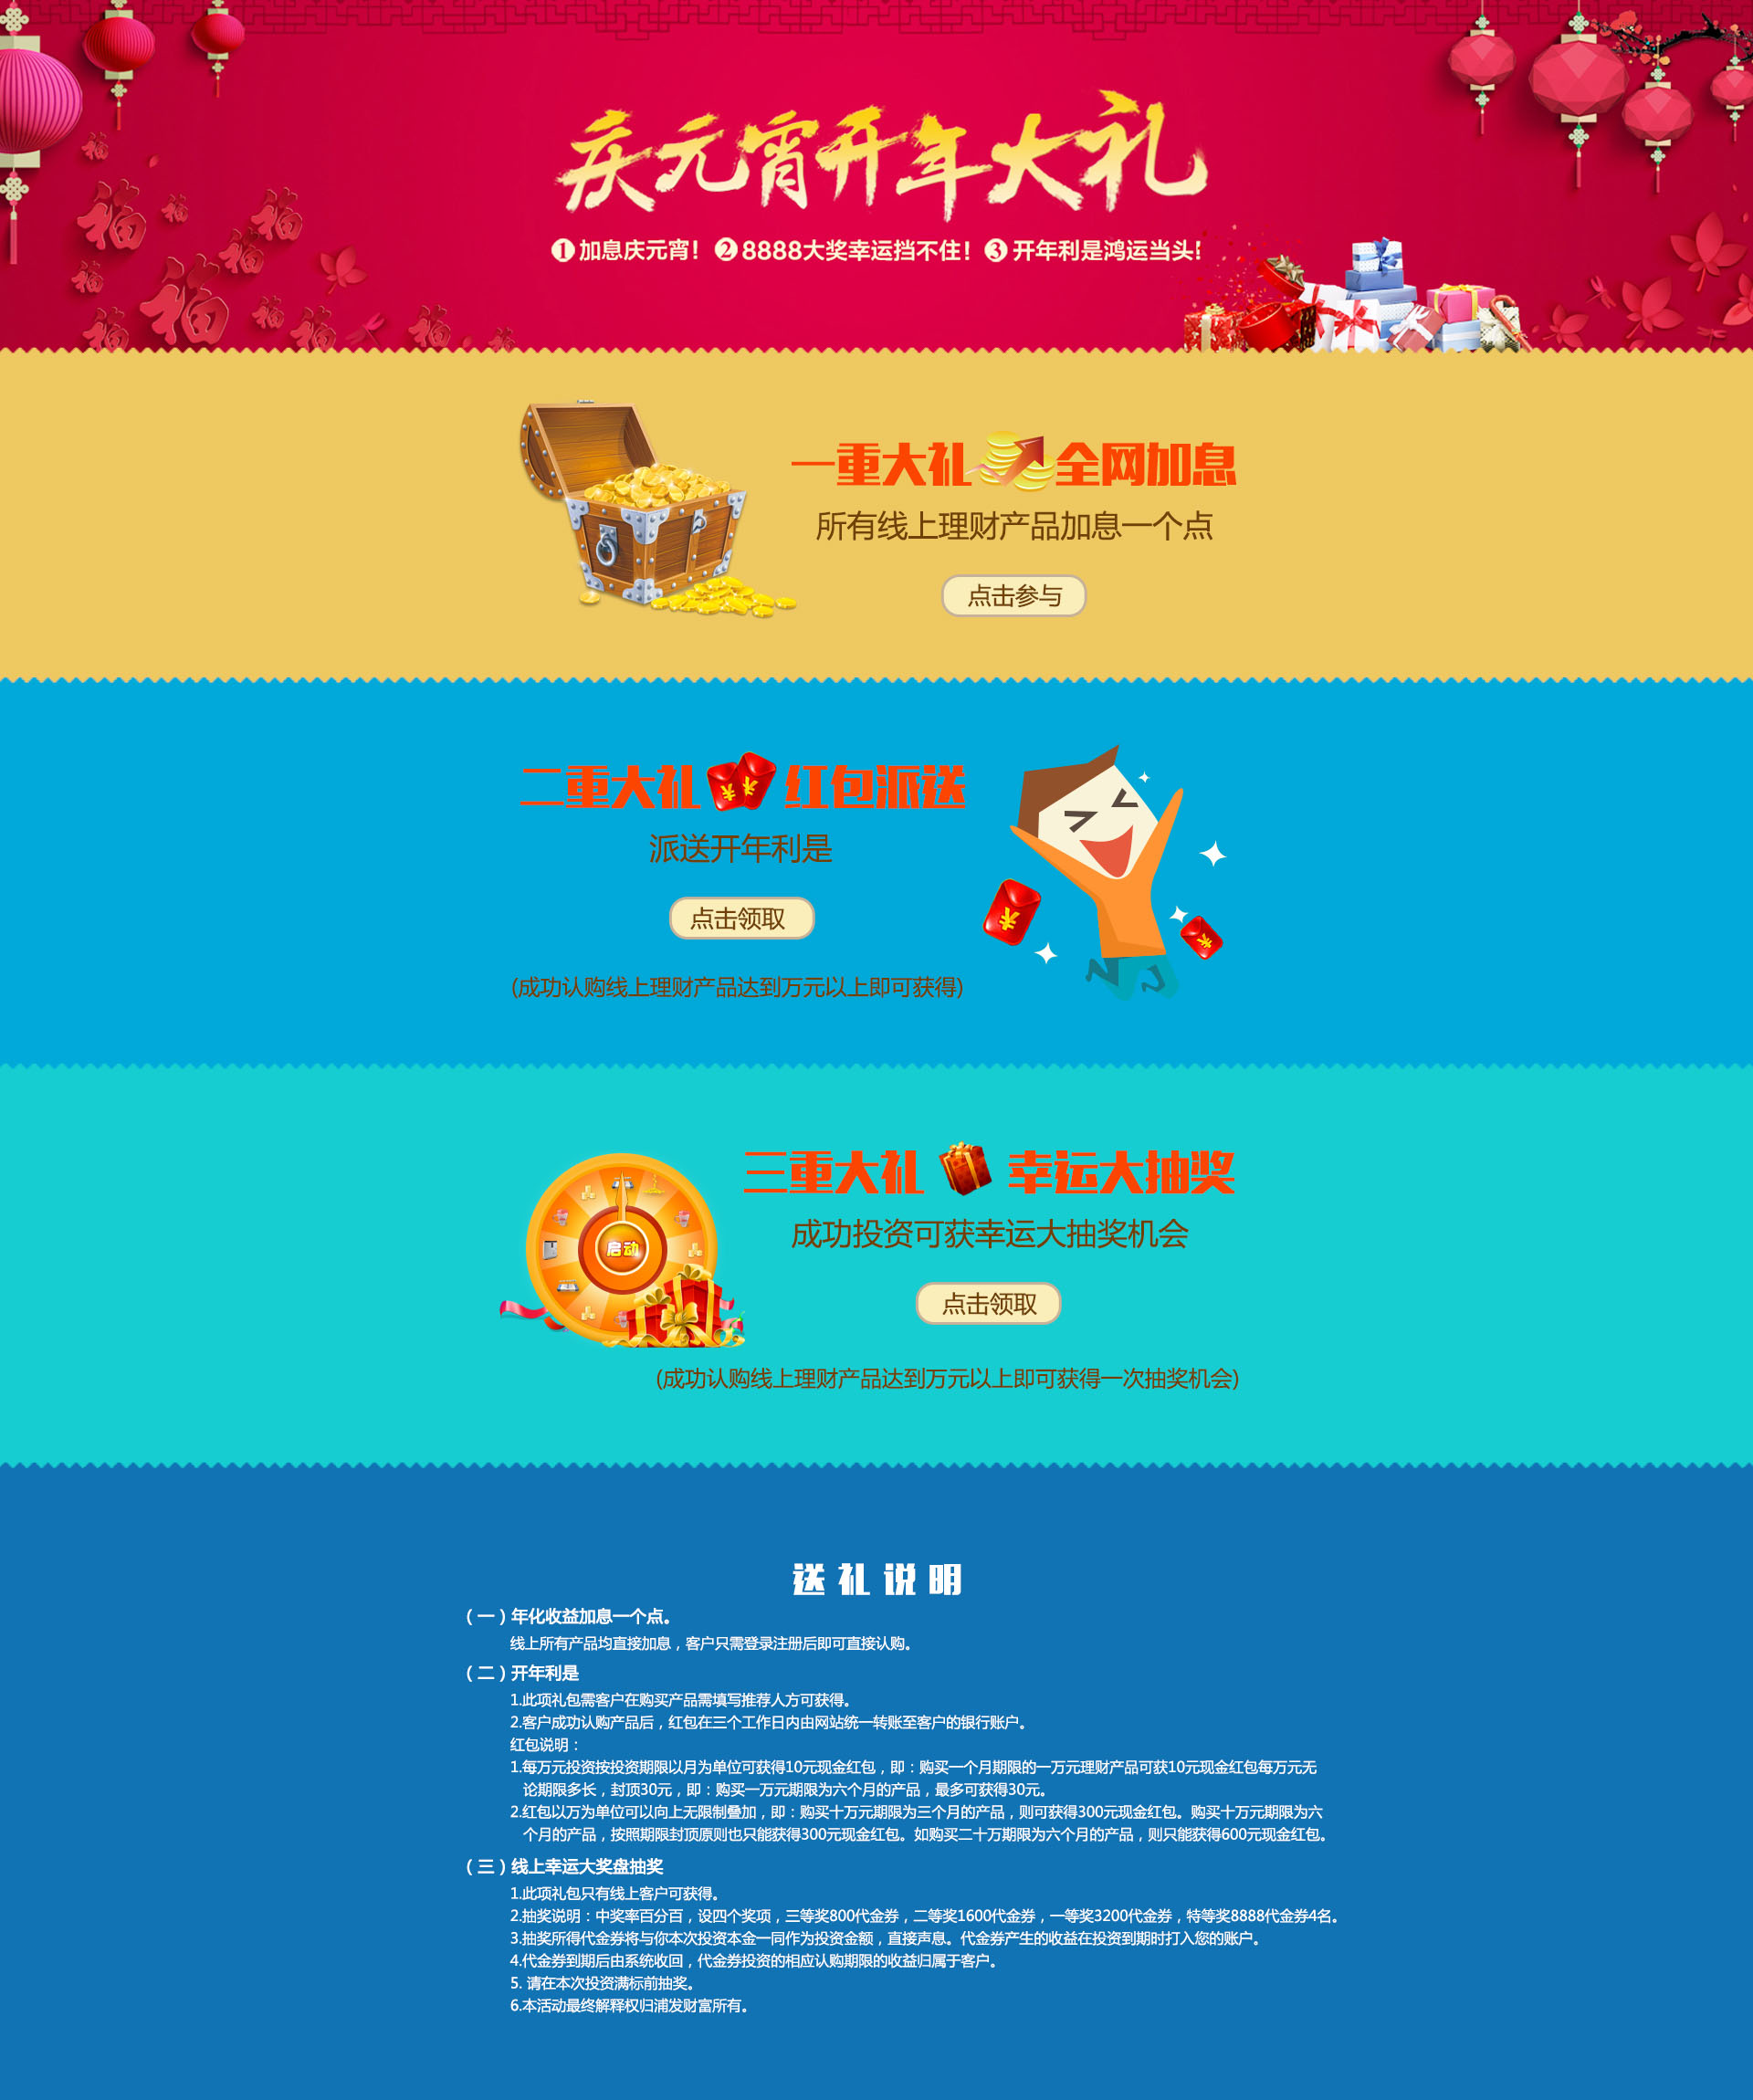 庆元宵开年大礼
1 加息庆元宵! 2 8888大奖幸运挡不住! 3 开年利是鸿运当头!
福
福
福
福
福
福
福
福
福
福
一重大礼 全网加息
所有线上理财产品加息一个点
点击参与
二重大礼 红包派送
派送开年利是
点击领取
(成功认购线上理财产品达到万元以上即可获得)
三重大礼 幸运大抽奖
启动
成功投资可获幸运大抽奖机会
点击领取
(成功认购线上理财产品达到万元以上即可获得一次抽奖机会)
送礼说明
(一)年化收益加息一个点。
线上所有产品均直接加息，客户只需登录注册后即可直接认购。
(二)开年利是
1.此项礼包需客户在购买产品需填写推荐人方可获得。
2.客户成功认购产品后，红包在三个工作日内由网站统一转账至客户的银行账户。
红包说明：
1.每万元投资按投资期限以月为单位可获得10元现金红包，即：购买一个月期限的一万元理财产品可获10元现金红包每万元无
论期限多长，封顶30元，即：购买一万元期限为六个月的产品，最多可获得30元。
2.红包以万为单位可以向上无限制叠加，即：购买十万元期限为三个月的产品，则可获得300元现金红包。购买十万元期限为六
个月的产品，按照期限封顶原则也只能获得300元现金红包。如购买二十万期限为六个月的产品，则只能获得600元现金红包。
(三)线上幸运大奖盘抽奖
1.此项礼包只有线上客户可获得。
2.抽奖说明：中奖率百分百，设四个奖项，三等奖800代金券，二等奖1600代金券，一等奖3200代金券，特等奖8888代金券4名。
3.抽奖所得代金券将与你本次投资本金一同作为投资金额，直接声息。代金券产生的收益在投资到期时打入您的账户。
4.代金券到期后由系统收回，代金券投资的相应认购期限的收益归属于客户。
5. 请在本次投资满标前抽奖。
6.本活动最终解释权归浦发财富所有。